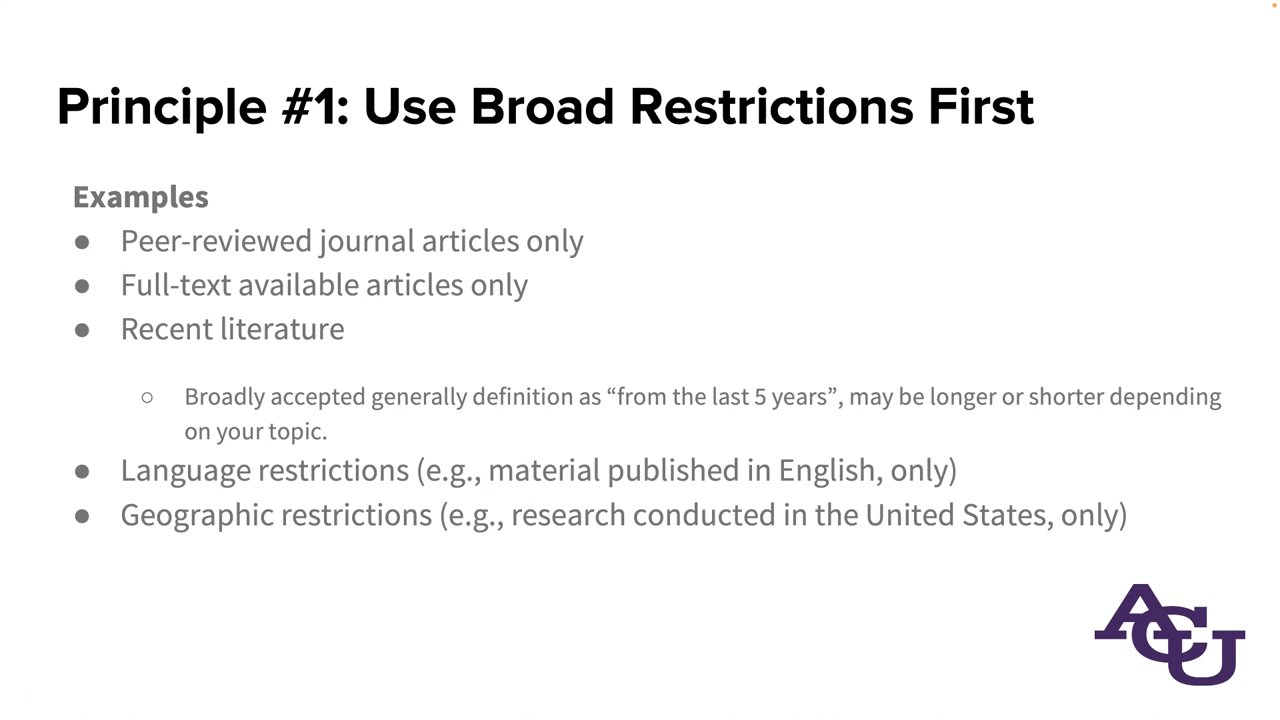 Principle #1: Use Broad Restrictions First
Examples
● Peer-reviewed journal articles only
● Full-text available articles only
● Recent literature
○ Broadly accepted generally definition as “from the last 5 years”, may be longer or shorter depending
on your topic.
● Language restrictions (e.g., material published in English, only)
● Geographic restrictions (e.g., research conducted in the United States, only)
ACU